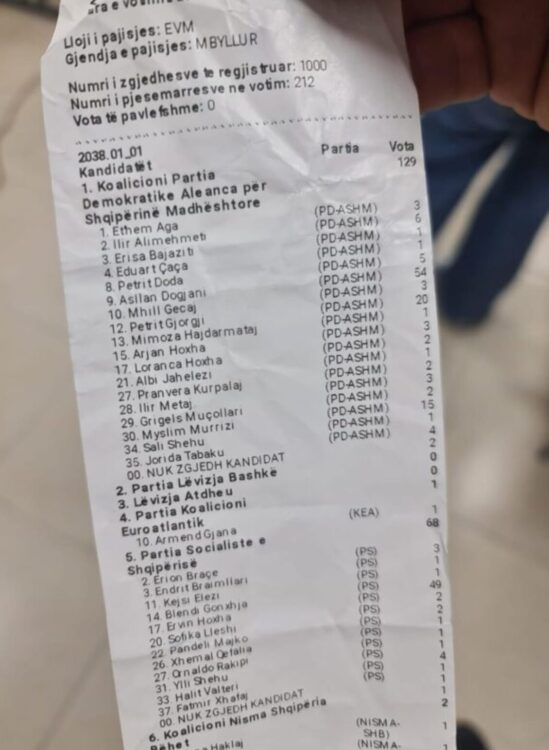 Lloji i pajisjes: EVM
Gjendja e pajisjes: MBYLLUR
Numri i zgjedhesve te regjistruar: 1000
Numri i pjesemarresve ne votim: 212
Vota të pavlefshme: 0
2038.01_01
Kandidatët Partia Vota
1. Koalicioni Partia 129
Demokratike Aleanca për
Shqipërinë Madhështore
1. Ethem Aga (PD-ASHM) 3
2. Ilir Alimehmeti (PD-ASHM) 6
3. Erisa Bajaziti (PD-ASHM) 1
4. Eduart Çaça (PD-ASHM) 1
8. Petrit Doda (PD-ASHM) 5
9. Asllan Dogjani (PD-ASHM) 54
10. Mhill Gecaj (PD-ASHM) 3
12. Petrit Gjorgji (PD-ASHM) 20
13. Mimoza Hajdarmataj (PD-ASHM) 1
15. Arjan Hoxha (PD-ASHM) 3
17. Loranca Hoxha (PD-ASHM) 2
21. Albi Jahelezi (PD-ASHM) 1
27. Pranvera Kurpalaj (PD-ASHM) 2
28. Ilir Metaj (PD-ASHM) 3
29. Grigels Muçollari (PD-ASHM) 2
30. Myslim Murrizi (PD-ASHM) 15
34. Sali Shehu (PD-ASHM) 1
35. Jorida Tabaku (PD-ASHM) 4
00. NUK ZGJEDH KANDIDAT 2
2. Partia Lëvizja Bashkë 0
3. Lëvizja Atdheu 0
4. Partia Koalicioni 1
Euroatlantik
10. Armend Gjana (KEA) 1
5. Partia Socialiste e 68
Shqipërisë
2. Erion Braçe (PS) 3
3. Endrit Braimllari (PS) 1
11. Kejsi Elezi (PS) 1
14. Blendi Gonxhja (PS) 49
17. Ervin Hoxha (PS) 2
20. Sofika Lleshi (PS) 2
22. Pandeli Majko (PS) 1
26. Xhemal Qefalia (PS) 1
27. Ornaldo Rakipi (PS) 1
31. Ylli Shehu (PS) 4
33. Halit Valteri (PS) 1
37. Fatmir Xhafaj (PS) 1
00. NUK ZGJEDH KANDIDAT 1
6. Koalicioni Nisma Shqipëria 2
Bëhet
(NISMA- 1
SHB)
Haklaj (NISMA- 1